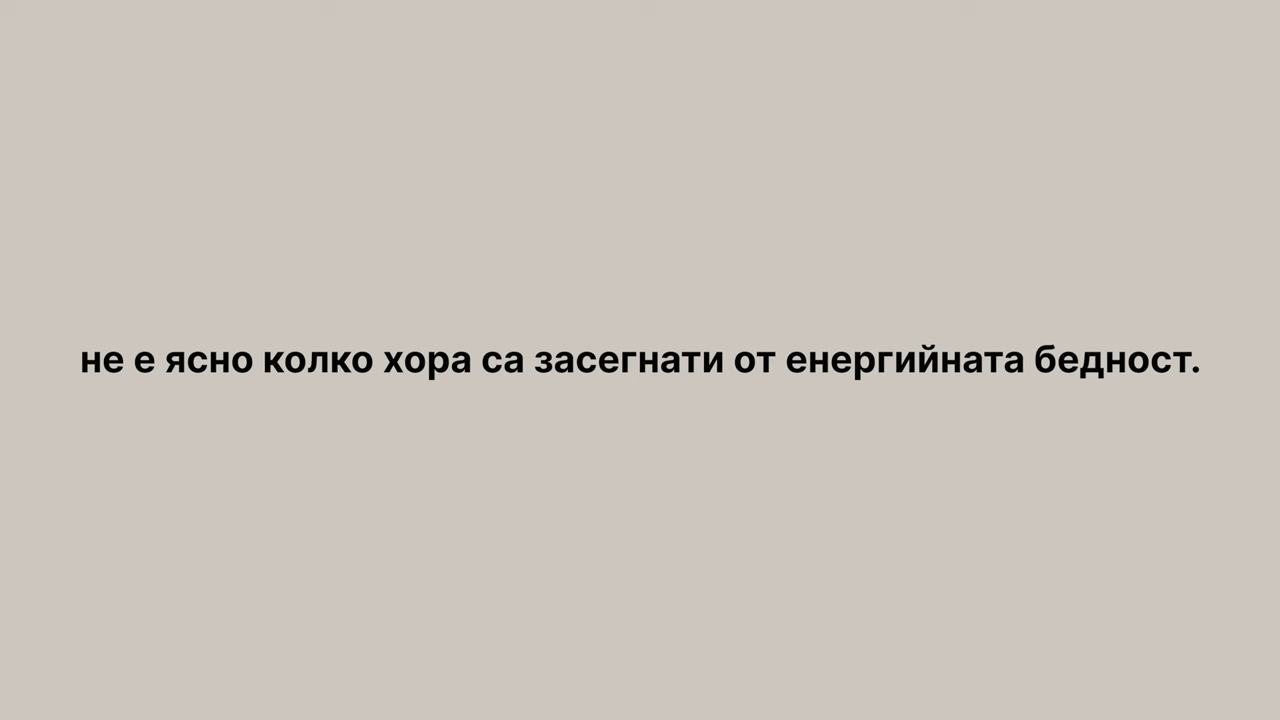 не е ясно колко хора са засегнати от енергийната бедност.